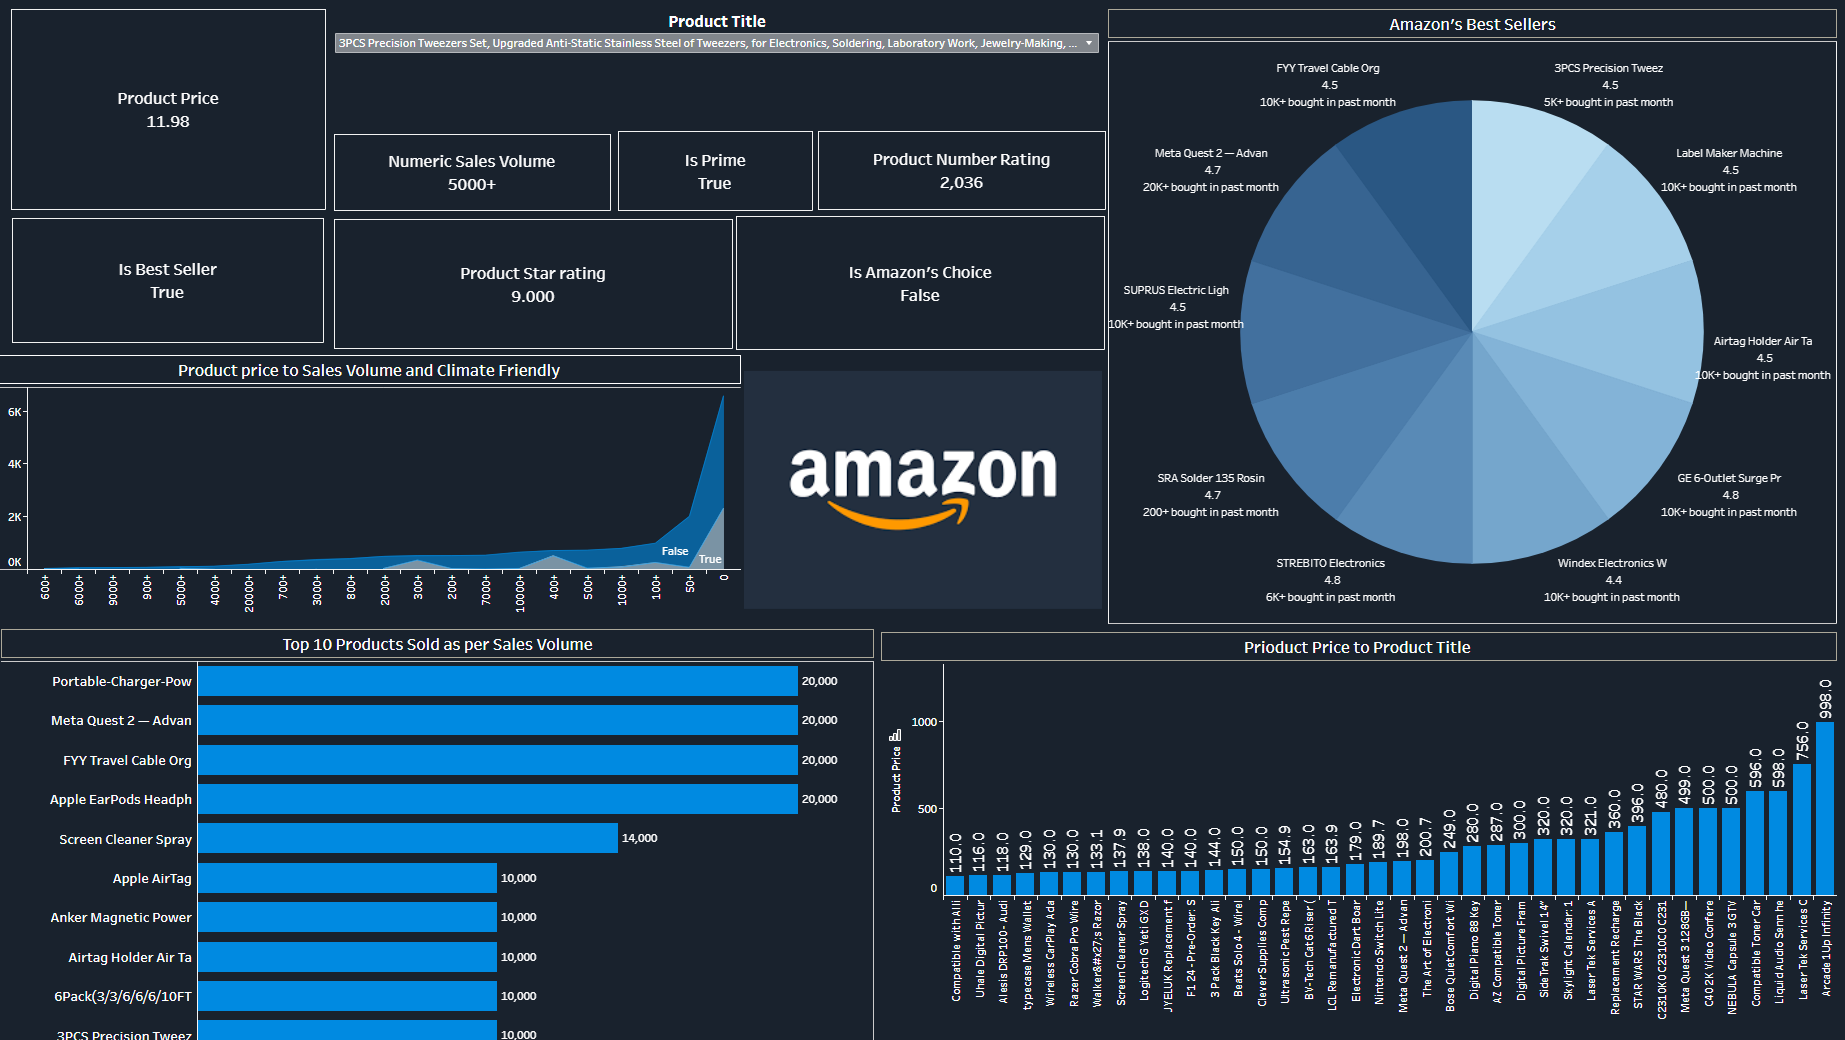 Product Price
11.98
Product Title
3PCS Precision Tweezers Set, Upgraded Anti-Static Stainless Steel of Tweezers, for Electronics, Soldering, Laboratory Work, Jewelry-Making, ...
Numeric Sales Volume
5000+
Is Prime
True
Product Number Rating
2,036
Is Best Seller
True
Product Star rating
9.000
Is Amazon's Choice
False
Amazon's Best Sellers
FYY Travel Cable Org
4.5
10K+ bought in past month
3PCS Precision Tweez
4.5
5K+ bought in past month
Meta Quest 2 — Advan
4.7
20K+ bought in past month
Label Maker Machine
4.5
10K+ bought in past month
SUPRUS Electric Ligh
4.5
10K+ bought in past month
Airtag Holder Air Ta
4.5
10K+ bought in past month
SRA Solder 135 Rosin
4.7
200+ bought in past month
GE 6-Outlet Surge Pr
4.8
10K+ bought in past month
STREBITO Electronics
4.8
6K+ bought in past month
Windex Electronics W
4.4
10K+ bought in past month
Product price to Sales Volume and Climate Friendly
6K
4K
2K
0K
False
True
600+
6000+
9000+
900+
5000+
4000+
20000+
700+
3000+
800+
2000+
300+
200+
7000+
10000+
400+
500+
1000+
100+
50+
0
amazon
Top 10 Products Sold as per Sales Volume
Portable-Charger-Pow
20,000
Meta Quest 2 — Advan
20,000
FYY Travel Cable Org
20,000
Apple EarPods Headph
20,000
Screen Cleaner Spray
14,000
Apple AirTag
10,000
Anker Magnetic Power
10,000
Airtag Holder Air Ta
10,000
6Pack(3/3/6/6/6/10FT
10,000
3PCS Precision Tweez
10,000
Prioduct Price to Product Title
Product Price
1000
500
0
110.0
116.0
118.0
129.0
130.0
130.0
133.1
137.9
138.0
140.0
140.0
144.0
150.0
150.0
154.9
163.0
163.9
179.0
189.7
198.0
200.7
249.0
280.0
287.0
300.0
320.0
320.0
321.0
360.0
396.0
480.0
499.0
500.0
500.0
596.0
598.0
756.0
998.0
Compatible with Alli
Uhale Digital Pictur
Alesis DRP100 - Audi
typecase Mens Wallet
Wireless CarPlay Ada
Razer Cobra Pro Wire
Walker&#x27;s Razor
Screen Cleaner Spray
Logitech G Yeti GX D
JYELUK Replacement f
F1 24 - Pre-Order: S
3 Pack Black Key Ali
Beats Solo 4 - Wirel
Clever Supplies Comp
Ultrasonic Pest Repe
BV-Tech Cat6 Riser (
LCL Remanufactured T
Electronic Dart Boar
Nintendo Switch Lite
Meta Quest 2 — Advan
The Art of Electroni
Bose QuietComfort Wi
Digital Piano 88 Key
AZ Compatible Toner
Digital Picture Fram
Side Trak Swivel 14”
Skylight Calendar: 1
Laser Tek Services A
Replacement Recharge
STAR WARS The Black
C2310K0 C2310C0 C231
Meta Quest 3 128GB—
C40 2K Video Confere
NEBULA Capsule 3 GTV
Compatible Toner Car
Liquid Audio Sennhe
Laser Tek Services C
Arcade 1Up Infinity